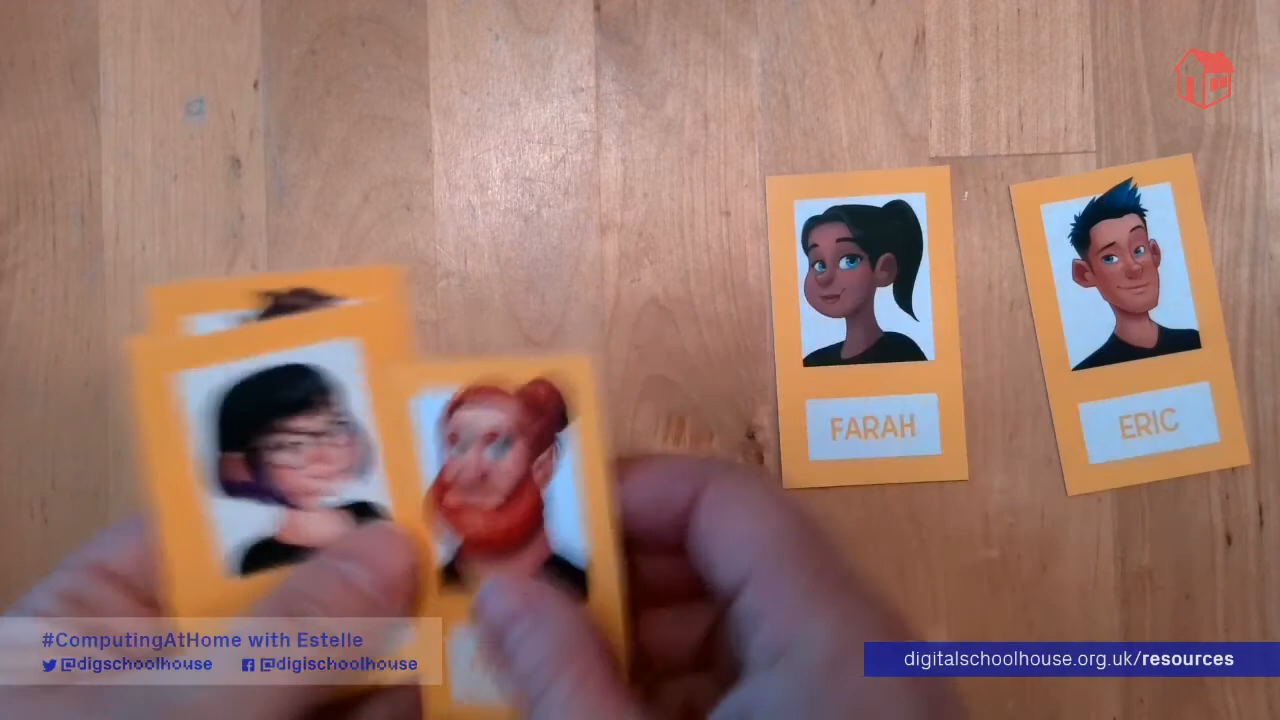 FARAH
ERIC
#ComputingAtHome with Estelle
@digschoolhouse @digischoolhouse
digitalschoolhouse.org.uk/resources